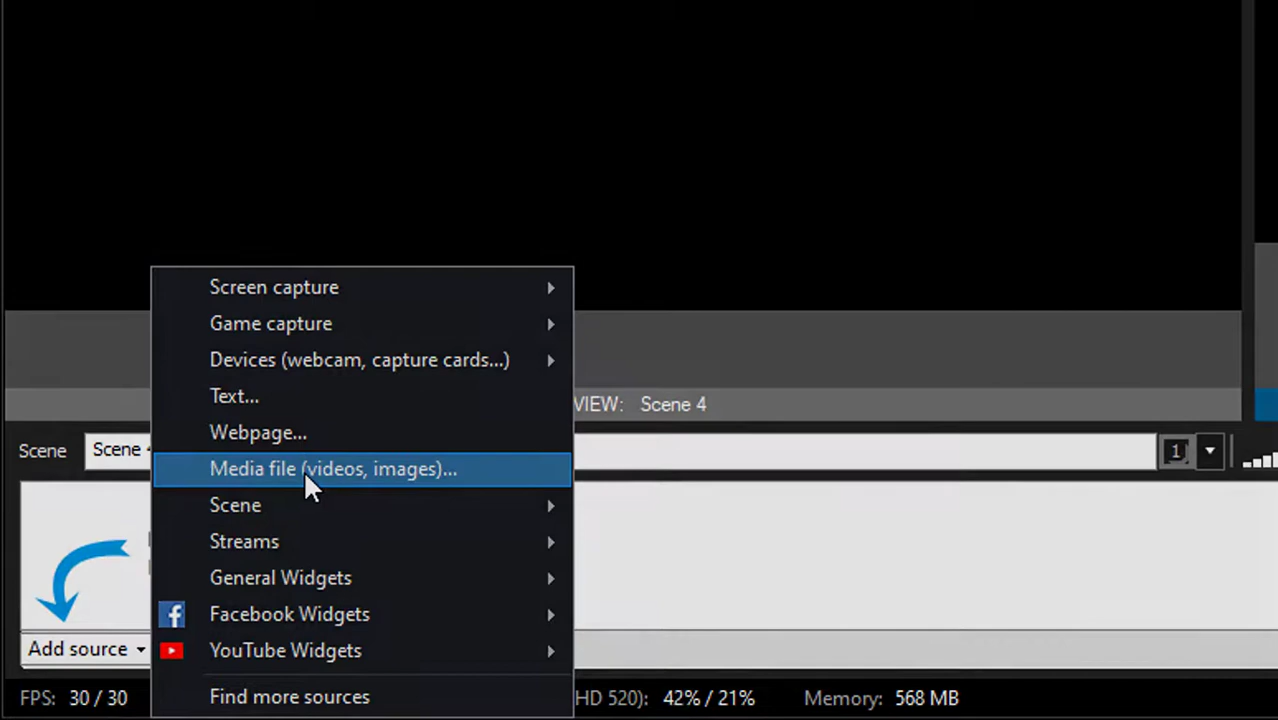 Screen capture
Game capture
Devices (webcam, capture cards...)
Text...
VIEW: Scene 4
Webpage...
Scene
Scene 4
1
Media file (videos, images)...
Scene
Streams
General Widgets
Facebook Widgets
Add source
YouTube Widgets
Find more sources
FPS: 30 / 30
HD 520): 42% / 21%
Memory: 568 MB